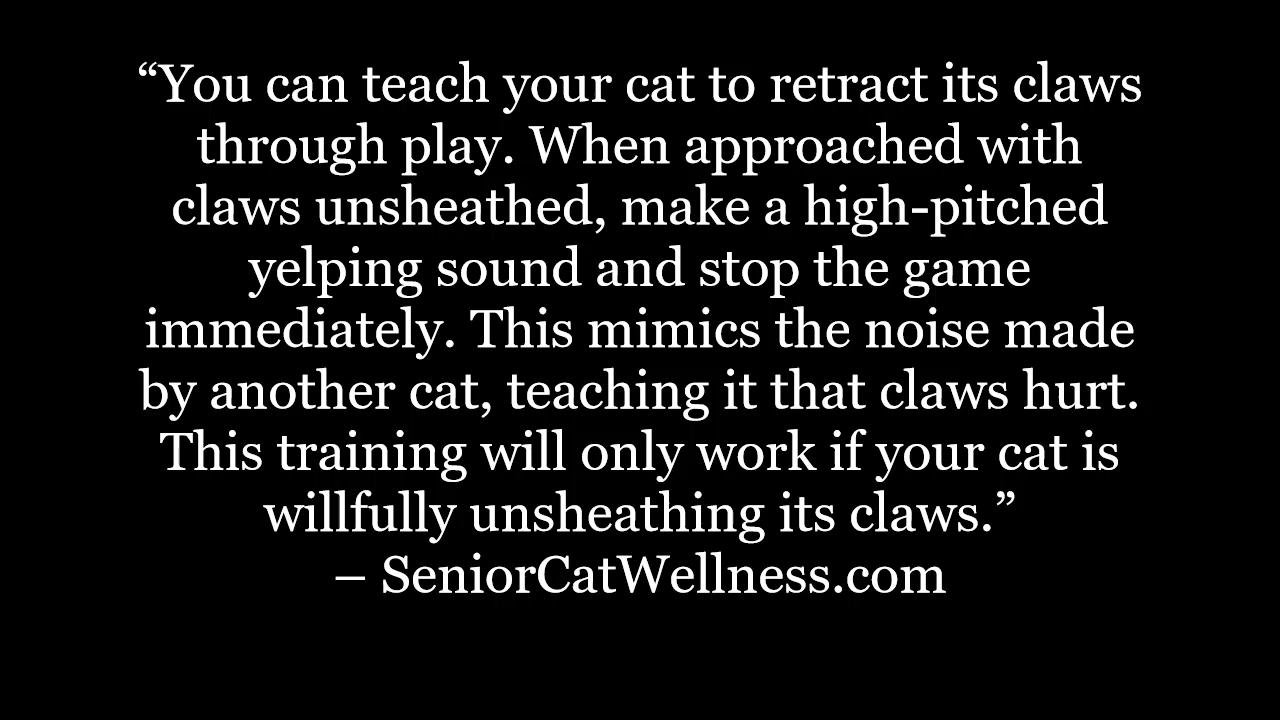 “You can teach your cat to retract its claws
through play. When approached with
claws unsheathed, make a high-pitched
yelping sound and stop the game
immediately. This mimics the noise made
by another cat, teaching it that claws hurt.
This training will only work if your cat is
willfully unsheathing its claws.”
– SeniorCatWellness.com